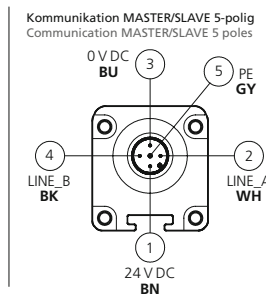 Kommunikation MASTER/SLAVE 5-polig
Communication MASTER/SLAVE 5 poles
0 V DC
BU
3
5
PE
GY
4
LINE_B
BK
2
LINE_A
WH
1
24 V DC
BN